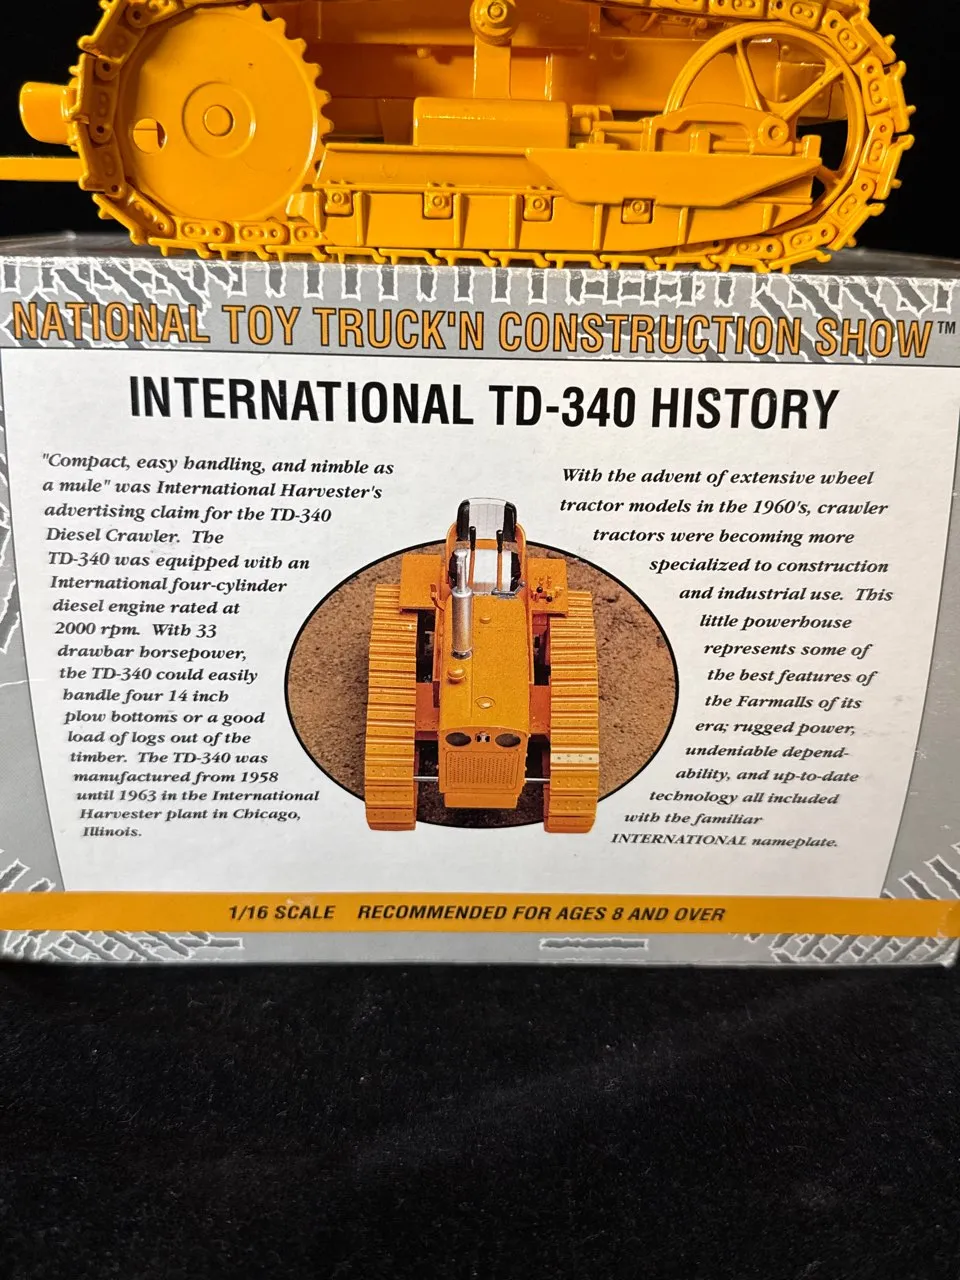 NATIONAL TOY TRUCK'N CONSTRUCTION SHOW™
INTERNATIONAL TD-340 HISTORY
"Compact, easy handling, and nimble as
a mule" was International Harvester's
advertising claim for the TD-340
Diesel Crawler. The
TD-340 was equipped with an
International four-cylinder
diesel engine rated at
2000 rpm. With 33
drawbar horsepower,
the TD-340 could easily
handle four 14 inch
plow bottoms or a good
load of logs out of the
timber. The TD-340 was
manufactured from 1958
until 1963 in the International
Harvester plant in Chicago,
Illinois.
With the advent of extensive wheel
tractor models in the 1960's, crawler
tractors were becoming more
specialized to construction
and industrial use. This
little powerhouse
represents some of
the best features of
the Farmalls of its
era; rugged power,
undeniable depend-
ability, and up-to-date
technology all included
with the familiar
INTERNATIONAL nameplate.
1/16 SCALE RECOMMENDED FOR AGES 8 AND OVER